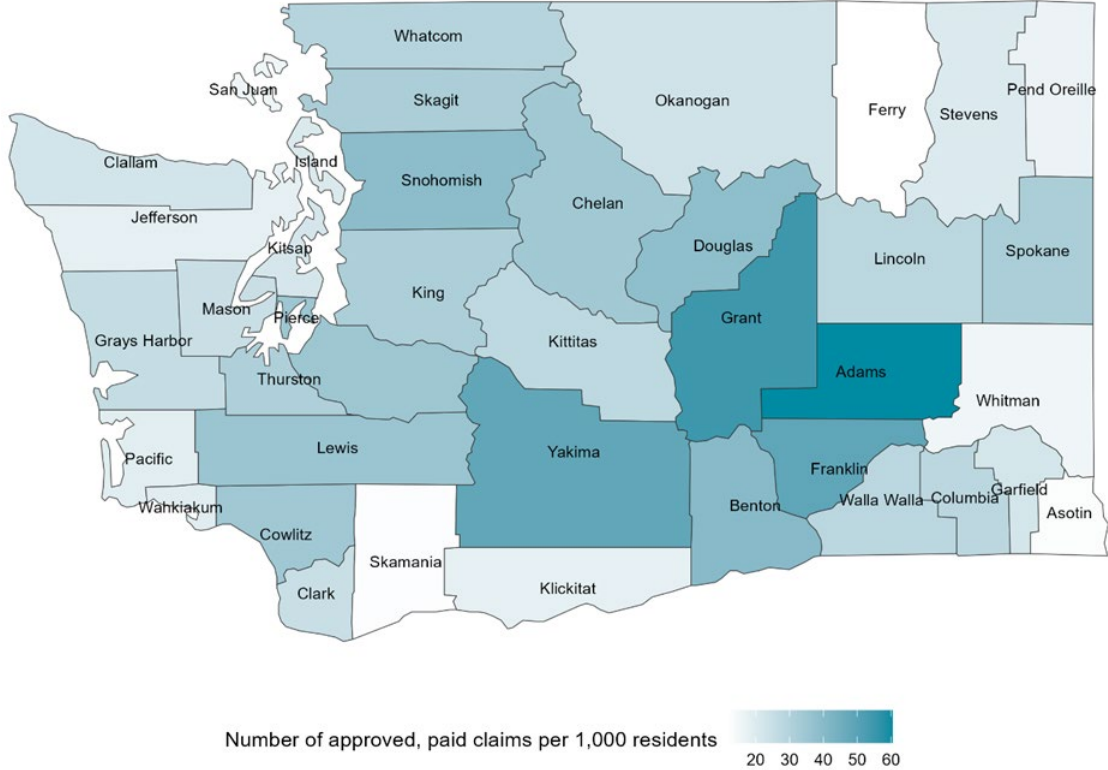 Whatcom
San Juan
Skagit
Okanogan
Ferry
Stevens
Pend Oreille
Clallam
Island
Snohomish
Chelan
Jefferson
Kitsap
Douglas
Lincoln
Spokane
King
Mason
Pierce
Grant
Grays Harbor
Kittitas
Thurston
Adams
Whitman
Lewis
Yakima
Pacific
Franklin
Wahkiakum
Walla Walla
Columbia
Garfield
Benton
Asotin
Cowlitz
Skamania
Clark
Klickitat
Number of approved, paid claims per 1,000 residents
20 30 40 50 60